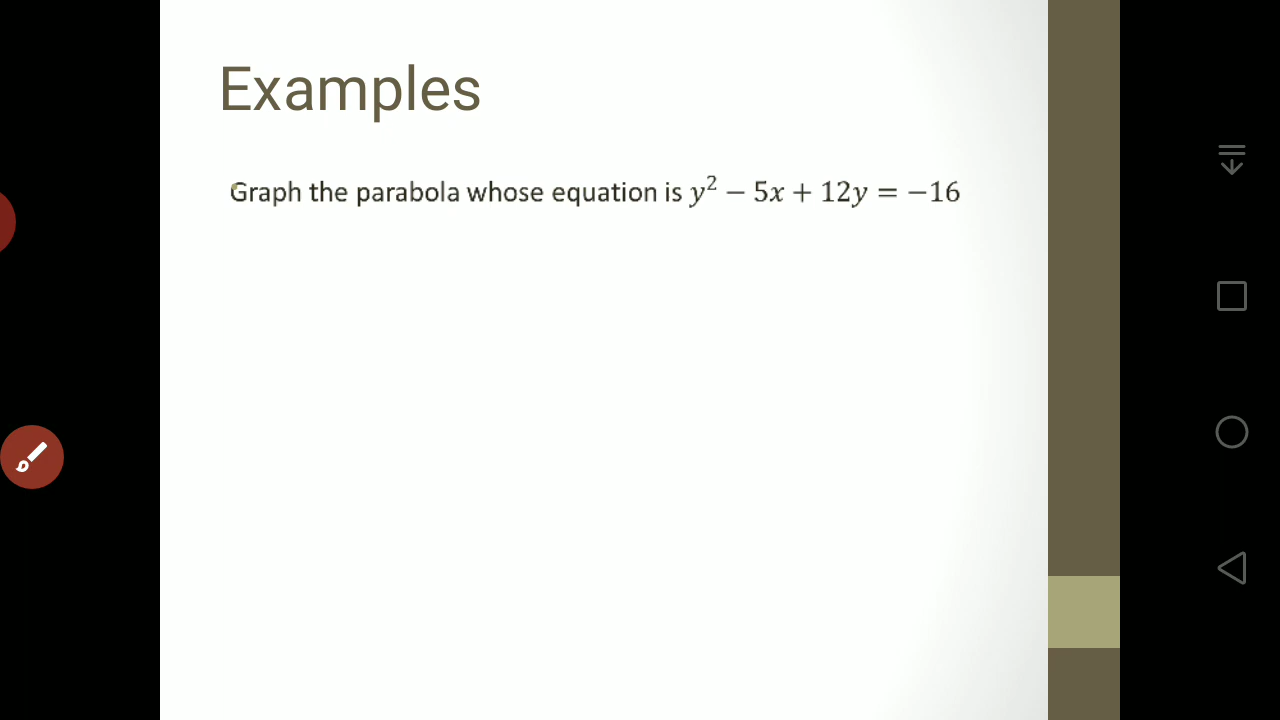 Examples
Graph the parabola whose equation is y² − 5x + 12y = −16